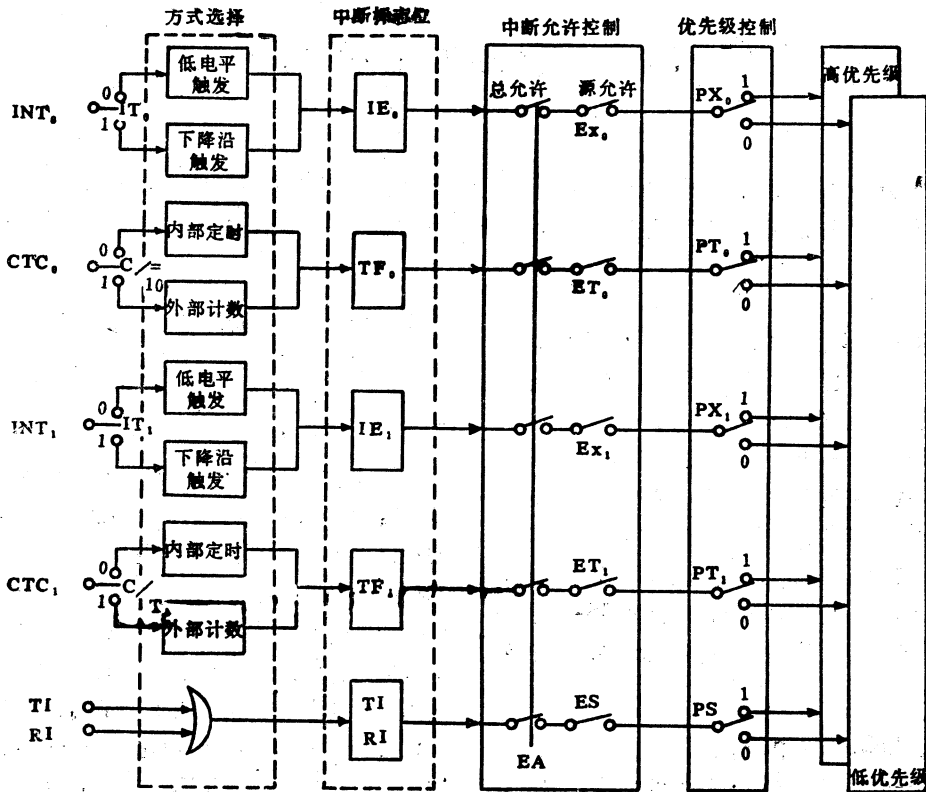 方式选择
中断标志位
中断允许控制
优先级控制
高优先级
INT₀
0
IT₀
1
低电平
触发
下降沿
触发
IE₀
总允许
源允许
Ex₀
PX₀
1
0
CTC₀
0
C/=
10
1
内部定时
外部计数
TF₀
ET₀
PT₀
1
0
INT₁
0
IT₁
1
低电平
触发
下降沿
触发
IE₁
Ex₁
PX₁
1
0
CTC₁
0
C/
T
1
内部定时
外部计数
TF₁
ET₁
PT₁
1
0
TI
RI
TI
RI
ES
EA
PS
1
0
低优先级